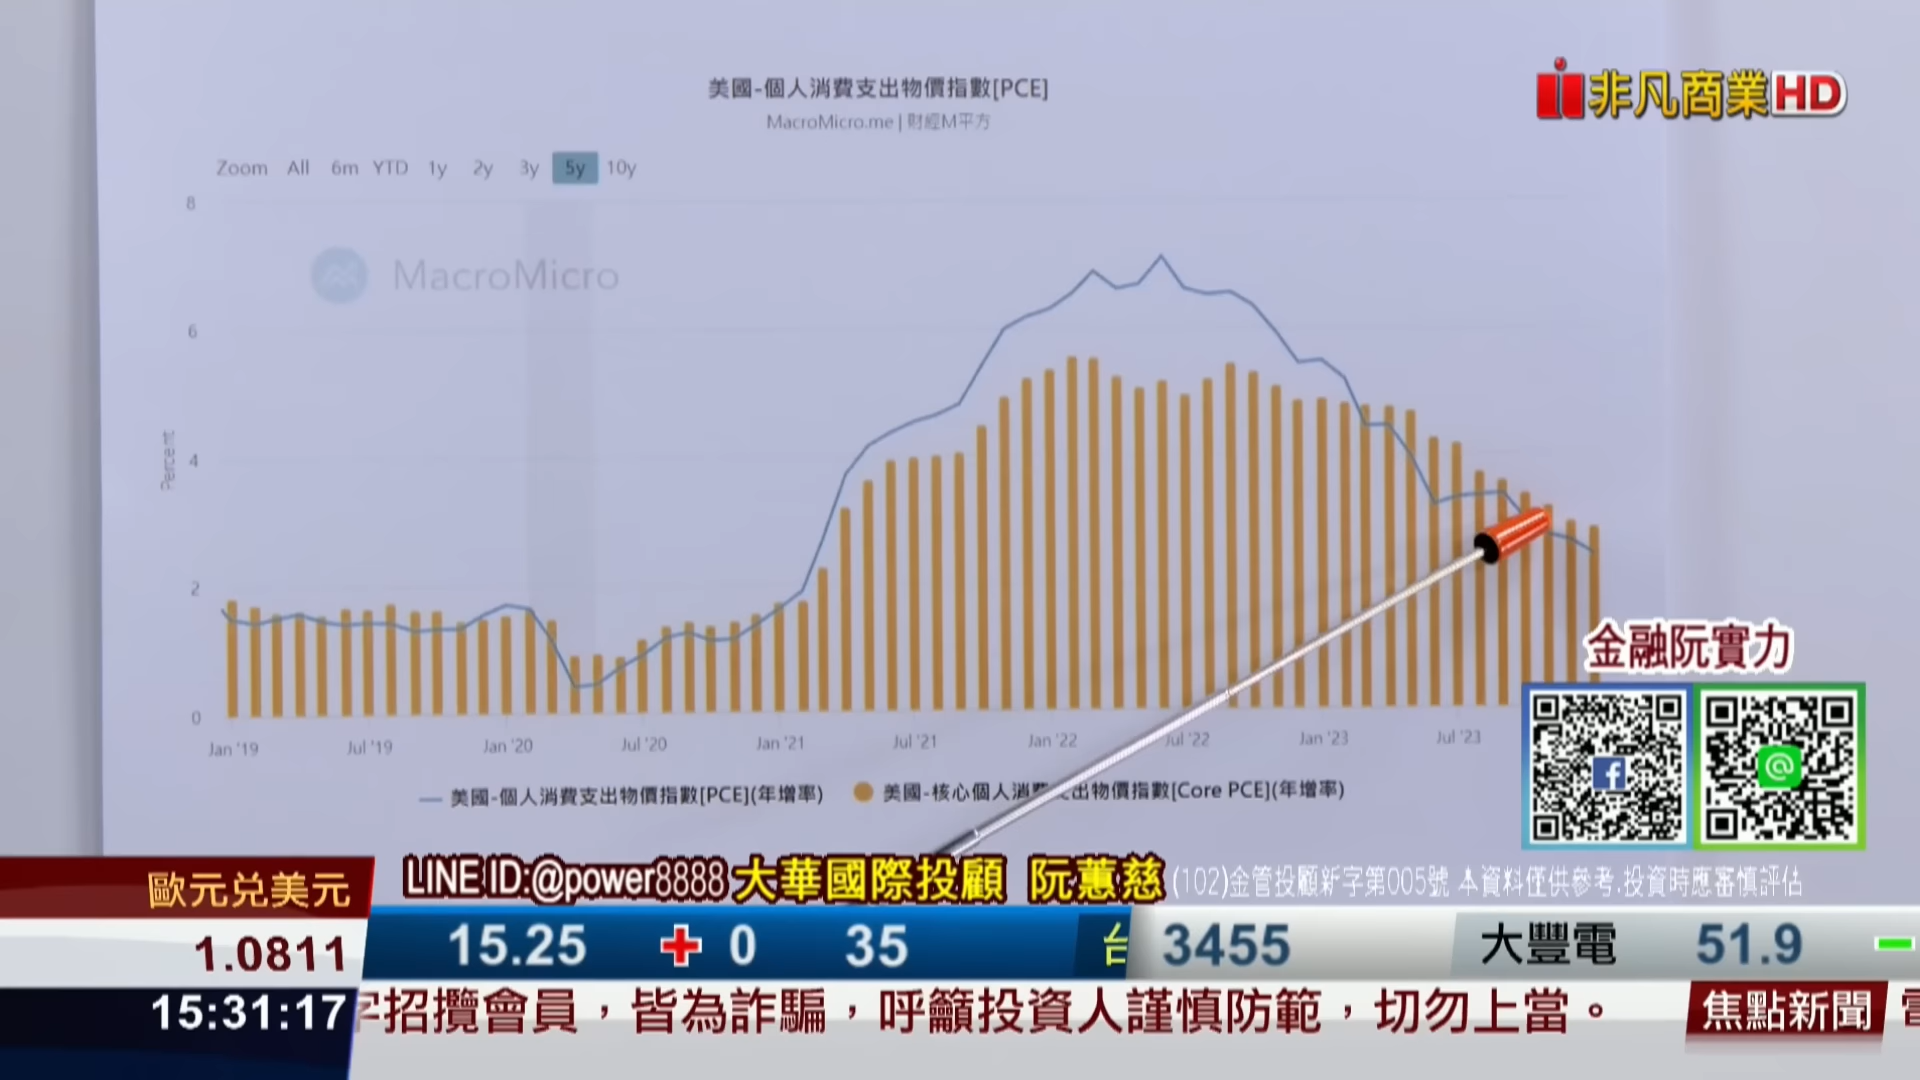 美國-個人消費支出物價指數[PCE]
MacroMicro.me | 財經M平方
非凡商業HD
Zoom All 6m YTD 1y 2y 3y 5y 10y
MacroMicro
Percent
8
6
4
2
0
Jan '19 Jul '19 Jan '20 Jul '20 Jan '21 Jul '21 Jan '22 Jul '22 Jan '23 Jul '23
美國-個人消費支出物價指數[PCE](年增率) 美國-核心個人消費支出物價指數[Core PCE](年增率)
金融阮實力
LINE ID:@power8888 大華國際投顧 阮蕙慈 (102)金管投顧新字第005號 本資料僅供參考.投資時應審慎評估
歐元兌美元
1.0811
15.25 0 35 台 3455 大豐電 51.9
15:31:17
字招攬會員，皆為詐騙，呼籲投資人謹慎防範，切勿上當。
焦點新聞